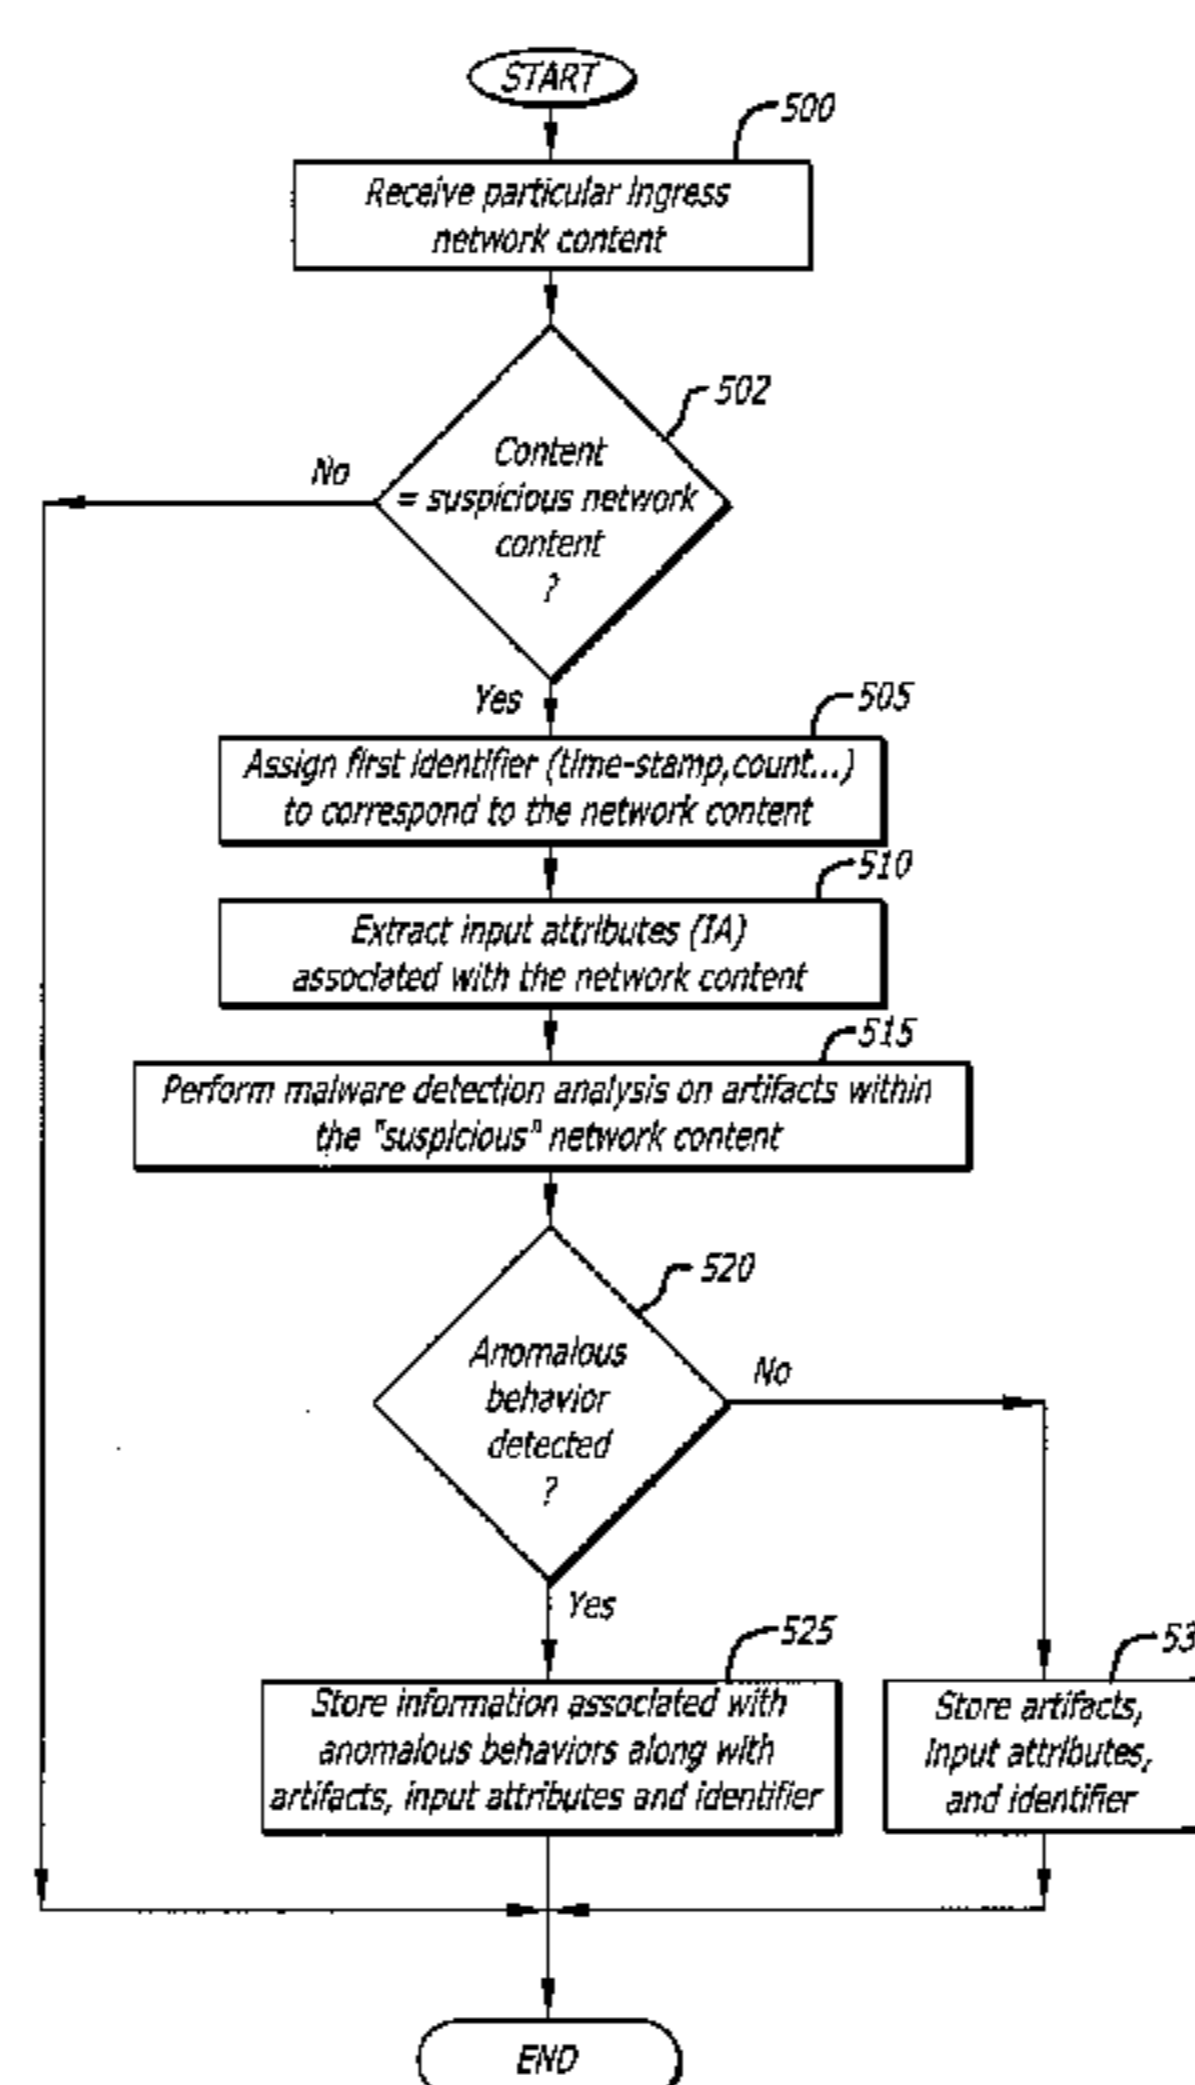 START
500
Receive particular ingress
network content
502
Content
= suspicious network
content
?
No
Yes
505
Assign first identifier (time-stamp,count...)
to correspond to the network content
510
Extract input attributes (IA)
associated with the network content
515
Perform malware detection analysis on artifacts within
the "suspicious" network content
520
Anomalous
behavior
detected
?
No
Yes
525
Store information associated with
anomalous behaviors along with
artifacts, input attributes and identifier
53
Store artifacts,
input attributes,
and identifier
END